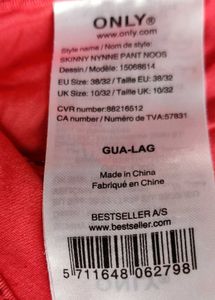 ONLY®
www.only.com
Style name / Nom de style:
SKINNY NYNNE PANT NOOS
Dessin / Modèle: 15068614
EU Size: 38/32 / Taille EU: 38/32
UK Size: 10/32 / Taille UK: 10/32
CVR number: 88216512
CA number / Numéro de TVA:57831
GUA-LAG
Made in China
Fabriqué en Chine
BESTSELLER A/S
www.bestseller.com
5 711648 062798